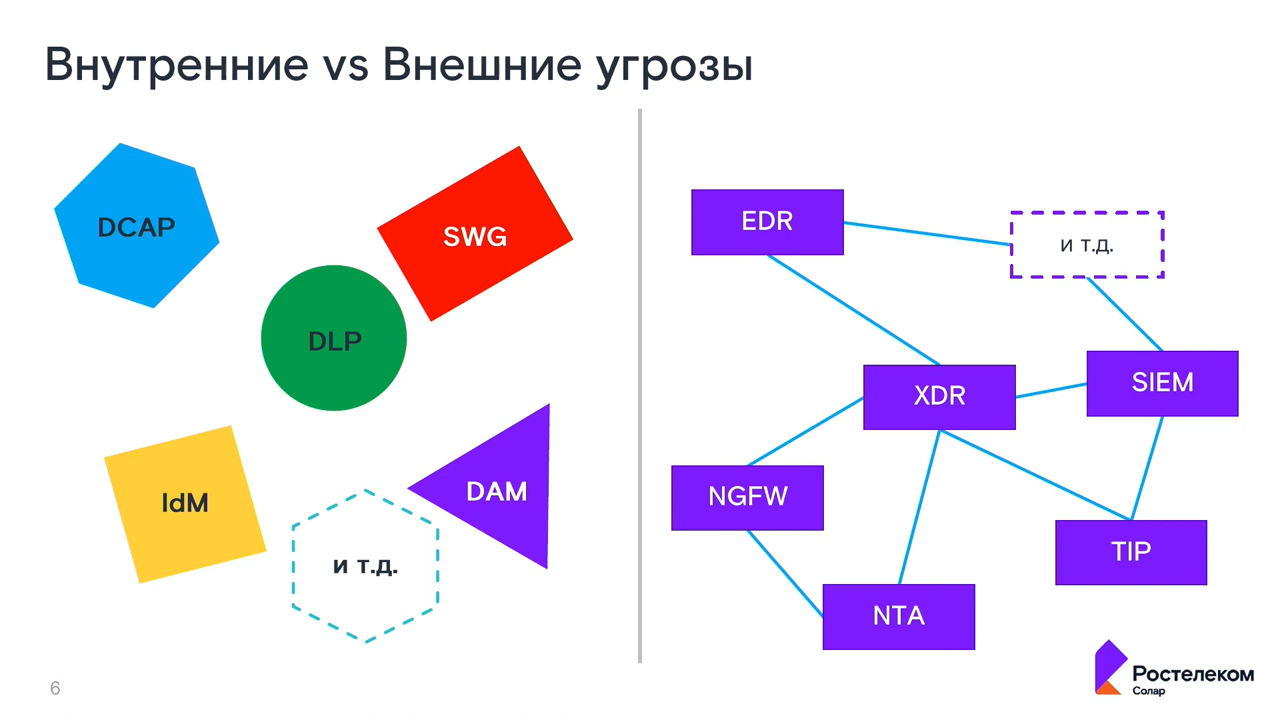 Внутренние vs Внешние угрозы
DCAP
SWG
DLP
IdM
DAM
и т.д.
EDR
и т.д.
XDR
SIEM
NGFW
TIP
NTA
6
Ростелеком
Солар